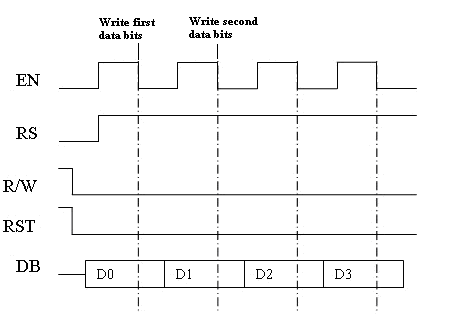 Write first
data bits
Write second
data bits
EN
RS
R/W
RST
DB
D0
D1
D2
D3